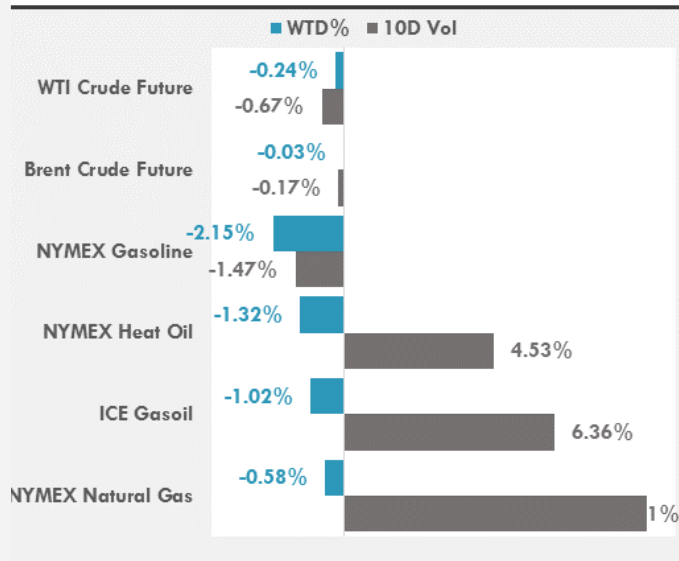 WTD% 10D Vol
WTI Crude Future
-0.24%
-0.67%
Brent Crude Future
-0.03%
-0.17%
NYMEX Gasoline
-2.15%
-1.47%
NYMEX Heat Oil
-1.32%
4.53%
ICE Gasoil
-1.02%
6.36%
NYMEX Natural Gas
-0.58%
1%